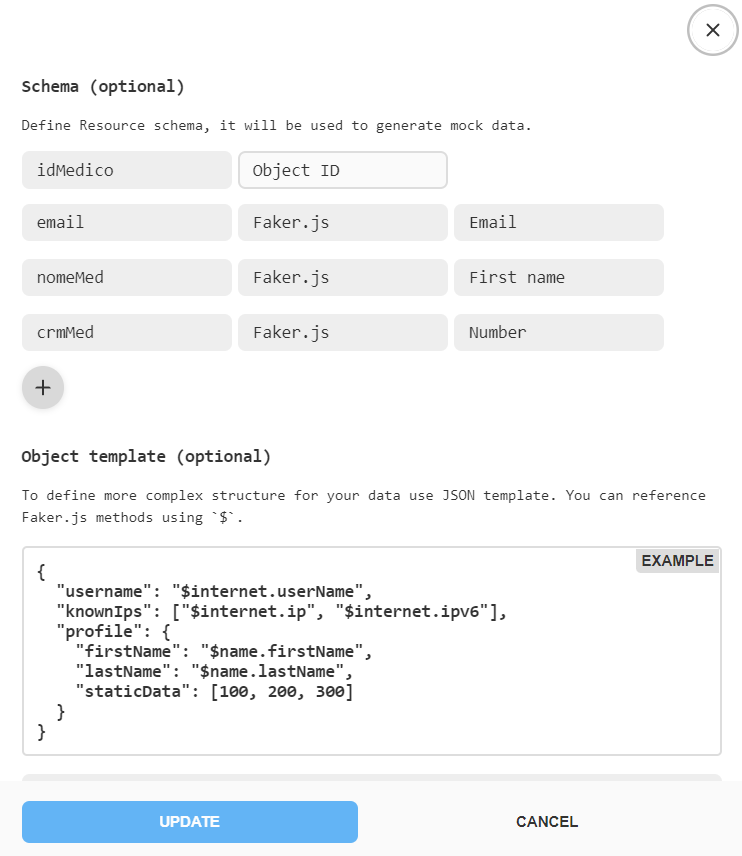 Schema (optional)
Define Resource schema, it will be used to generate mock data.
idMedico Object ID
email Faker.js Email
nomeMed Faker.js First name
crmMed Faker.js Number
+
Object template (optional)
To define more complex structure for your data use JSON template. You can reference
Faker.js methods using `$`.
EXAMPLE
{
  "username": "$internet.userName",
  "knownIps": ["$internet.ip", "$internet.ipv6"],
  "profile": {
    "firstName": "$name.firstName",
    "lastName": "$name.lastName",
    "staticData": [100, 200, 300]
  }
}
UPDATE CANCEL